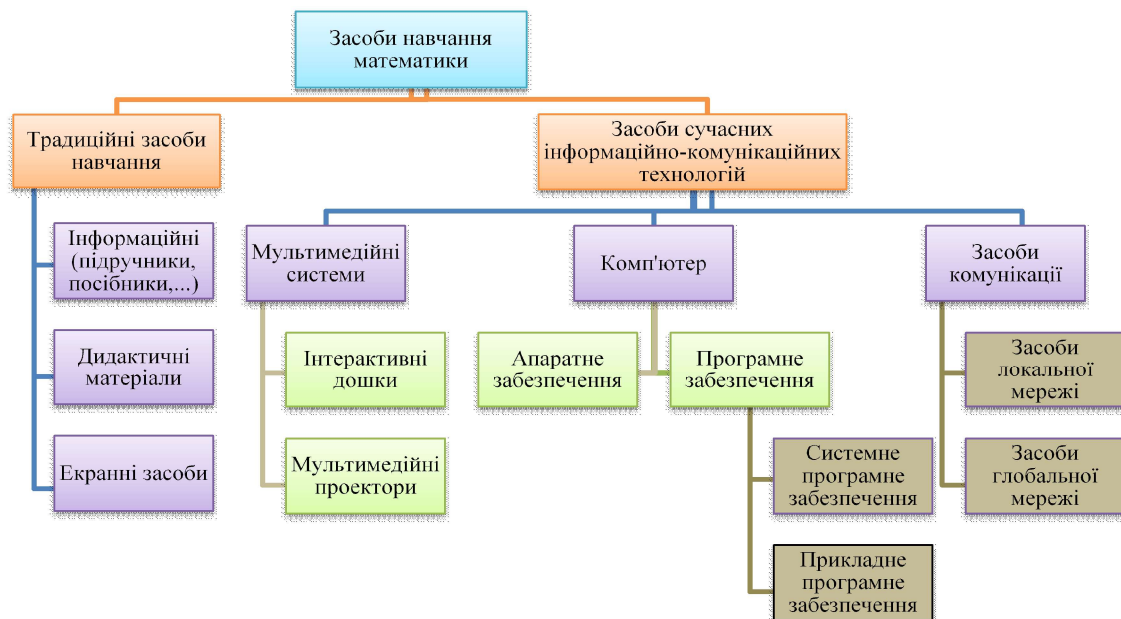 Засоби навчання
математики
Традиційні засоби
навчання
Засоби сучасних
інформаційно-комунікаційних
технологій
Інформаційні
(підручники,
посібники,...)
Дидактичні
матеріали
Екранні засоби
Мультимедійні
системи
Інтерактивні
дошки
Мультимедійні
проектори
Комп'ютер
Апаратне
забезпечення
Програмне
забезпечення
Системне
програмне
забезпечення
Прикладне
програмне
забезпечення
Засоби
комунікації
Засоби
локальної
мережі
Засоби
глобальної
мережі